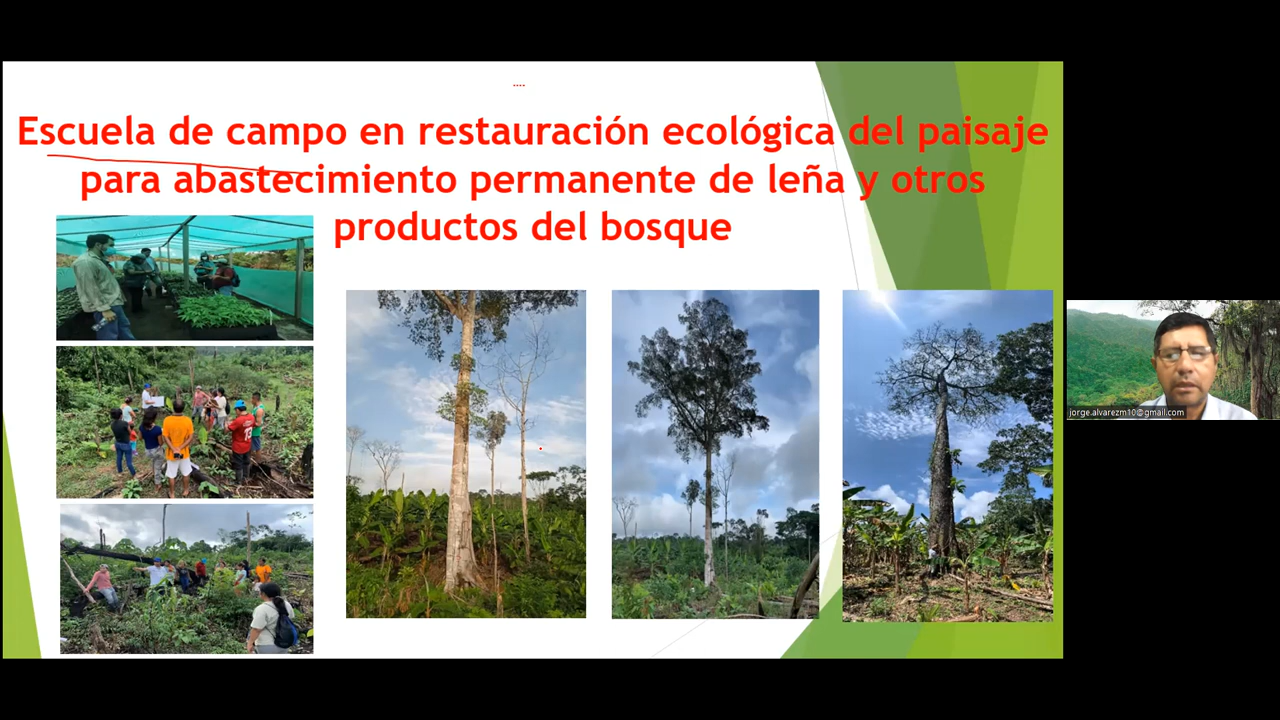 ....
Escuela de campo en restauración ecológica del paisaje
para abastecimiento permanente de leña y otros
productos del bosque
jorge.alvarezm10@gmail.com